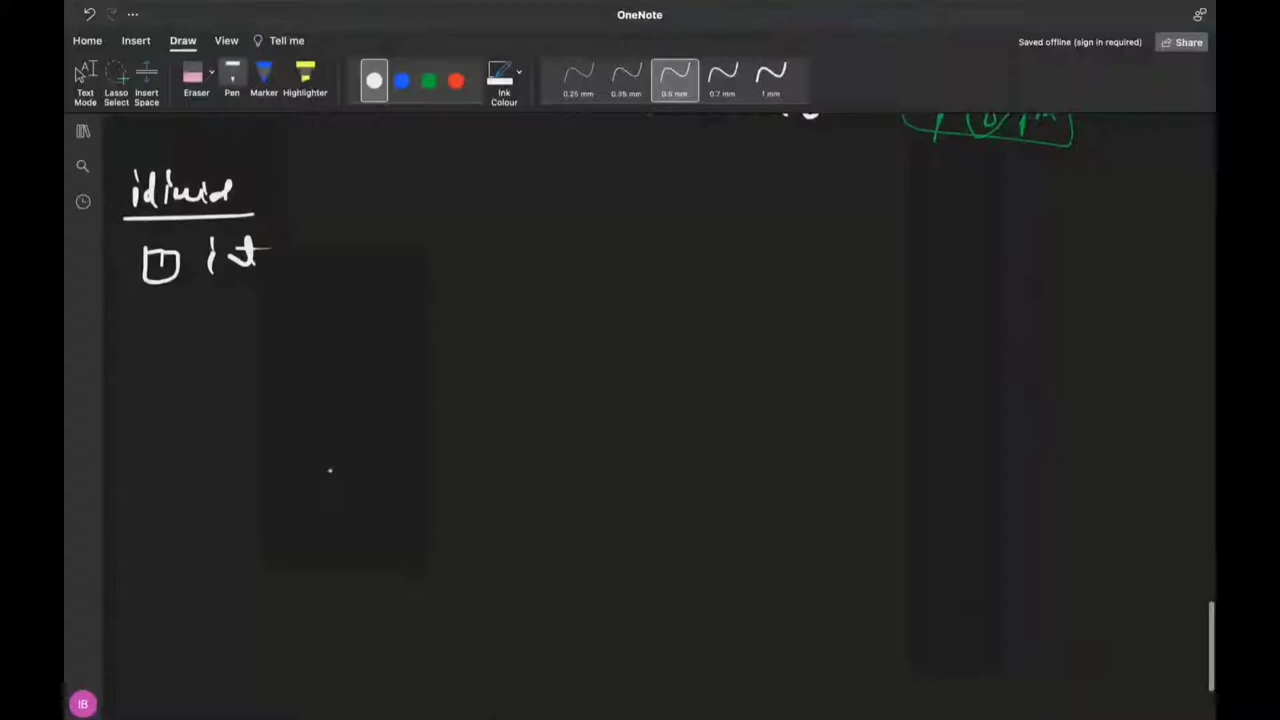 OneNote
Home Insert Draw View Tell me
Saved offline (sign in required) Share
Text Mode
Lasso Select
Insert Space
Eraser
Pen
Marker
Highlighter
Ink Colour
0.25 mm
0.35 mm
0.5 mm
0.7 mm
1 mm
IB